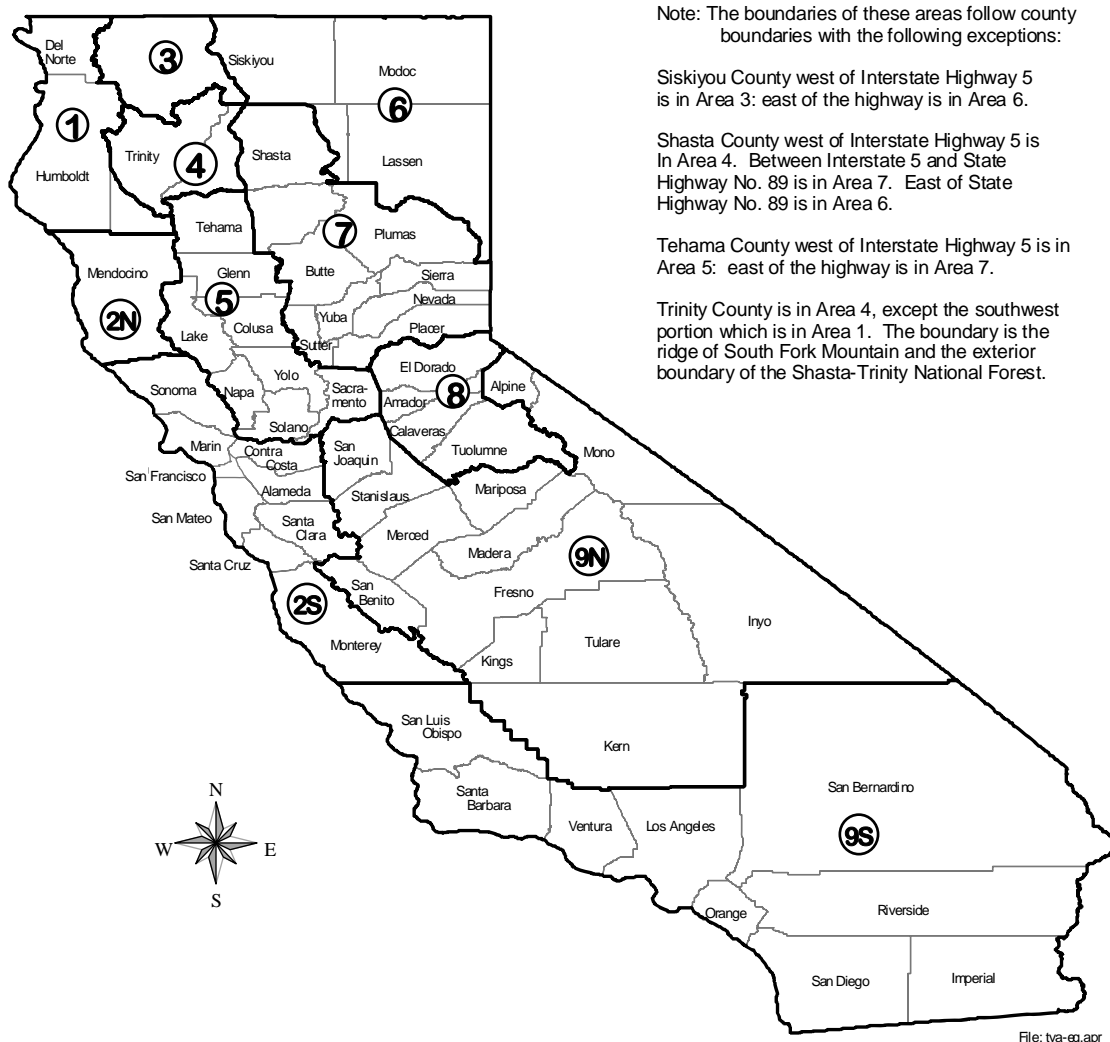 Note: The boundaries of these areas follow county
boundaries with the following exceptions:
Siskiyou County west of Interstate Highway 5
is in Area 3: east of the highway is in Area 6.
Shasta County west of Interstate Highway 5 is
In Area 4. Between Interstate 5 and State
Highway No. 89 is in Area 7. East of State
Highway No. 89 is in Area 6.
Tehama County west of Interstate Highway 5 is in
Area 5: east of the highway is in Area 7.
Trinity County is in Area 4, except the southwest
portion which is in Area 1. The boundary is the
ridge of South Fork Mountain and the exterior
boundary of the Shasta-Trinity National Forest.
Del
Norte
3
Siskiyou
Modoc
6
1
Trinity
4
Shasta
Lassen
Humboldt
Tehama
7
Plumas
Mendocino
Glenn
Butte
Sierra
5
2N
Nevada
Yuba
Colusa
Lake
Placer
Sutter
El Dorado
Yolo
Sonoma
Napa
Sacra-
mento
8
Alpine
Amador
Solano
Calaveras
Marin
Contra
Costa
San
Joaquin
Tuolumne
Mono
San Francisco
Alameda
Stanislaus
Mariposa
San Mateo
Santa
Clara
Merced
Madera
9N
Santa Cruz
San
Benito
Fresno
2S
Inyo
Monterey
Tulare
Kings
San Luis
Obispo
Kern
Santa
Barbara
San Bernardino
Ventura
Los Angeles
9S
N
W
E
S
Orange
Riverside
San Diego
Imperial
File: tva-eq.apr